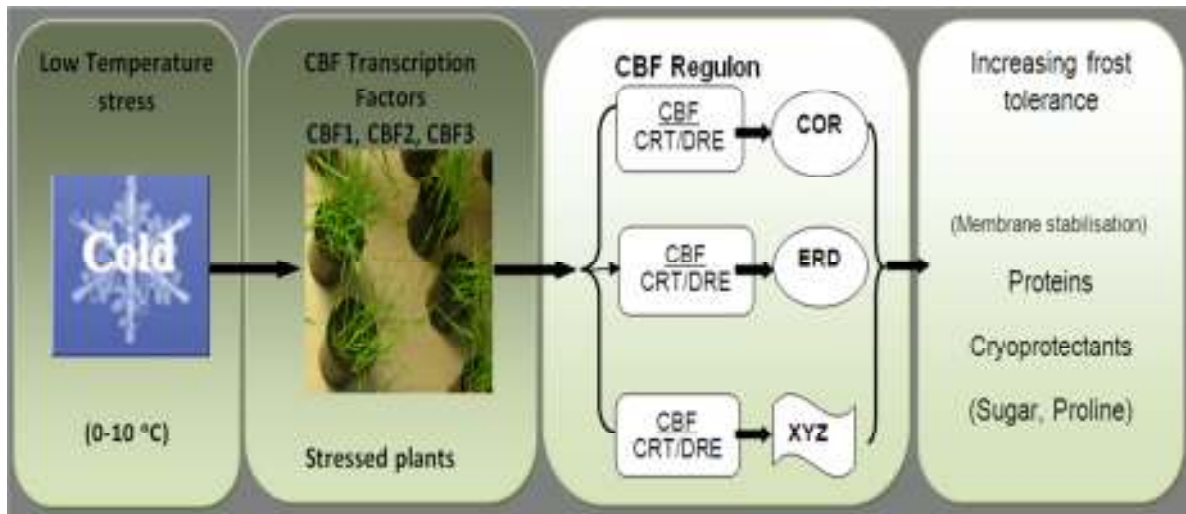 Low Temperature
stress
Cold
(0-10 °C)
CBF Transcription
Factors
CBF1, CBF2, CBF3
Stressed plants
CBF Regulon
CBF
CRT/DRE
COR
CBF
CRT/DRE
ERD
CBF
CRT/DRE
XYZ
Increasing frost
tolerance
(Membrane stabilisation)
Proteins
Cryoprotectants
(Sugar, Proline)